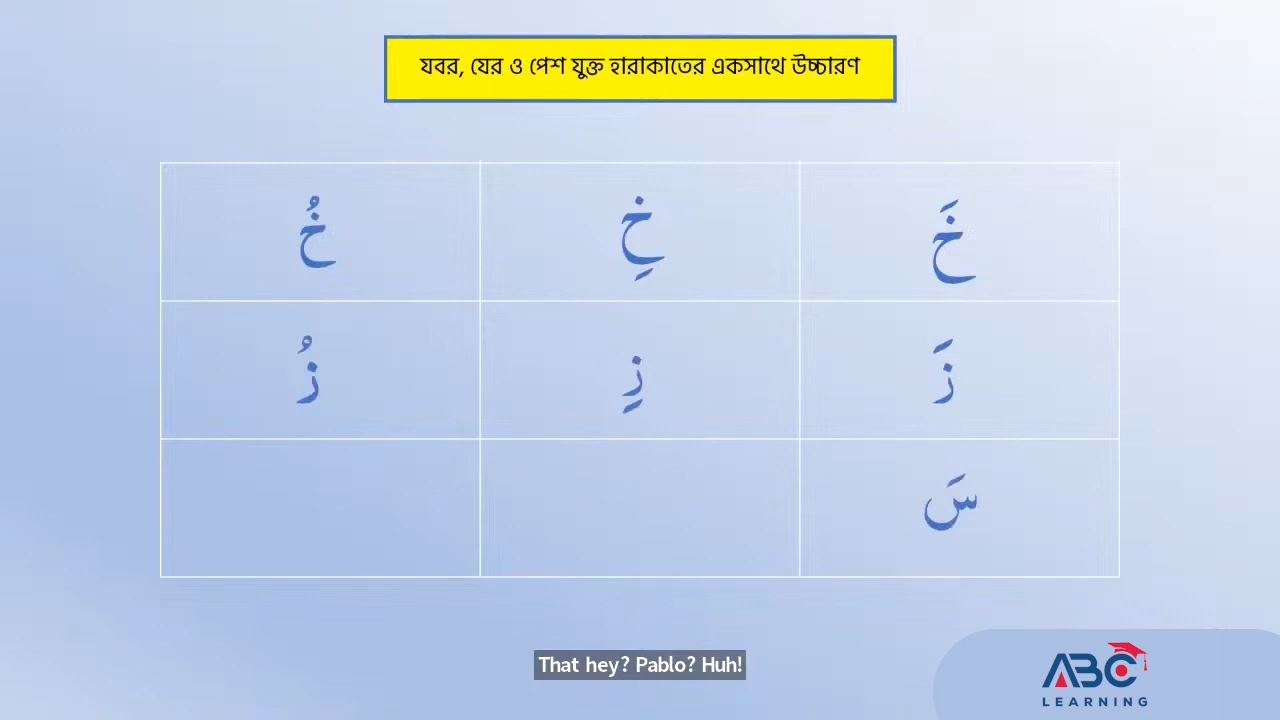 যবর, যের ও পেশ যুক্ত হারাকাতের একসাথে উচ্চারণ
خَ خِ خُ
زَ زِ زُ
سَ
That hey? Pablo? Huh!
ABC
LEARNING